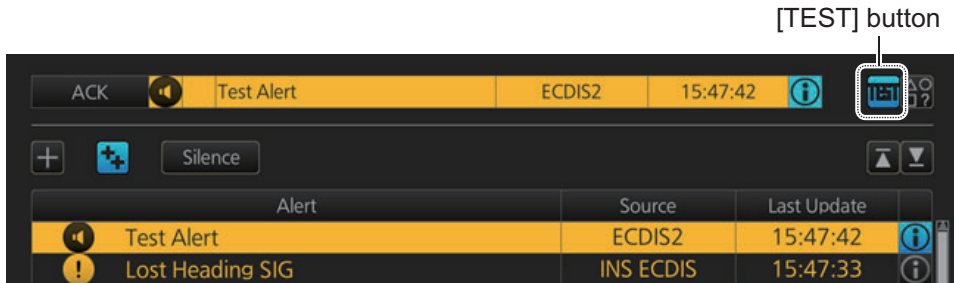 [TEST] button
ACK Test Alert ECDIS2 15:47:42 TEST
Silence
Alert Source Last Update
Test Alert ECDIS2 15:47:42
! Lost Heading SIG INS ECDIS 15:47:33